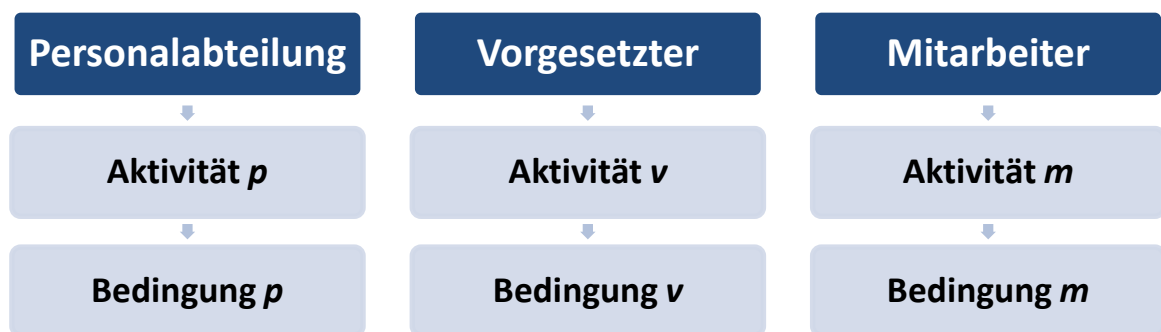 Personalabteilung
Vorgesetzter
Mitarbeiter
Aktivität p
Aktivität v
Aktivität m
Bedingung p
Bedingung v
Bedingung m